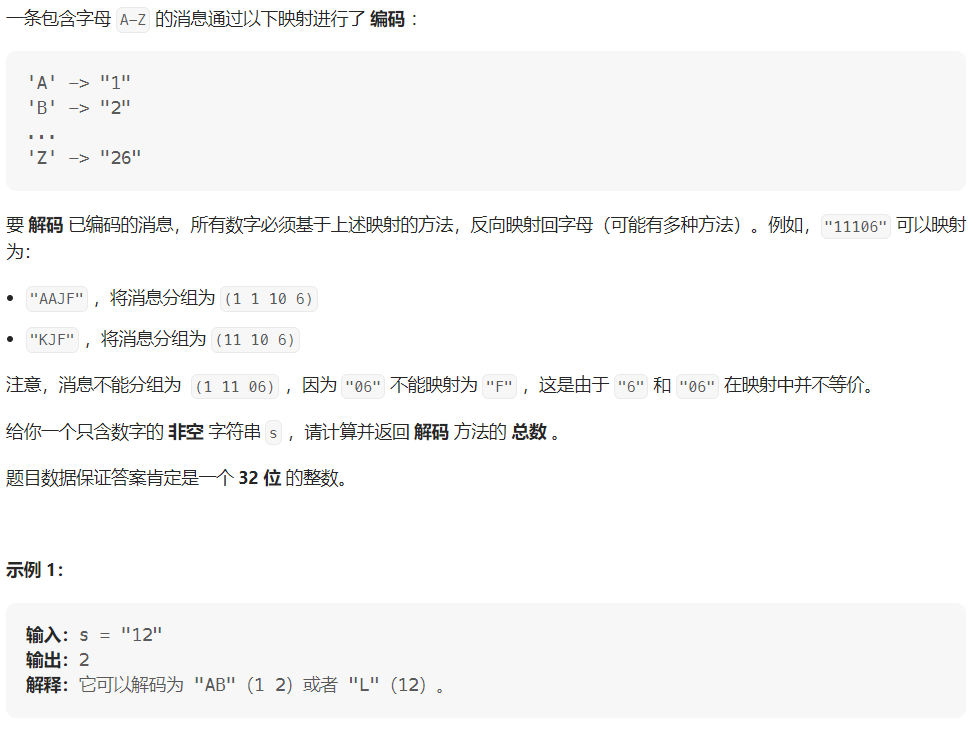 一条包含字母 A-Z 的消息通过以下映射进行了 编码 ：
'A' -> "1"
'B' -> "2"
...
'Z' -> "26"
要 解码 已编码的消息，所有数字必须基于上述映射的方法，反向映射回字母（可能有多种方法）。例如，"11106" 可以映射
为：
• "AAJF" ，将消息分组为 (1 1 10 6)
• "KJF" ，将消息分组为 (11 10 6)
注意，消息不能分组为 (1 11 06) ，因为 "06" 不能映射为 "F" ，这是由于 "6" 和 "06" 在映射中并不等价。
给你一个只含数字的 非空 字符串 s ，请计算并返回 解码 方法的 总数 。
题目数据保证答案肯定是一个 32 位 的整数。
示例 1：
输入：s = "12"
输出：2
解释：它可以解码为 "AB"（1 2）或者 "L"（12）。